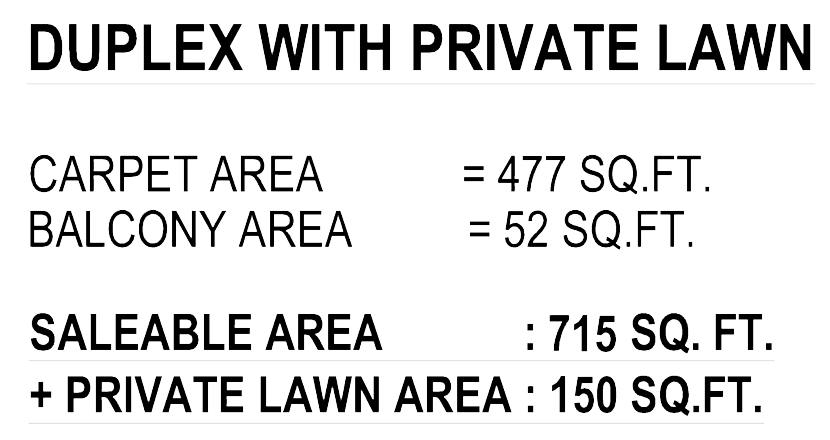 DUPLEX WITH PRIVATE LAWN
CARPET AREA = 477 SQ.FT.
BALCONY AREA = 52 SQ.FT.
SALEABLE AREA : 715 SQ. FT.
+ PRIVATE LAWN AREA : 150 SQ.FT.